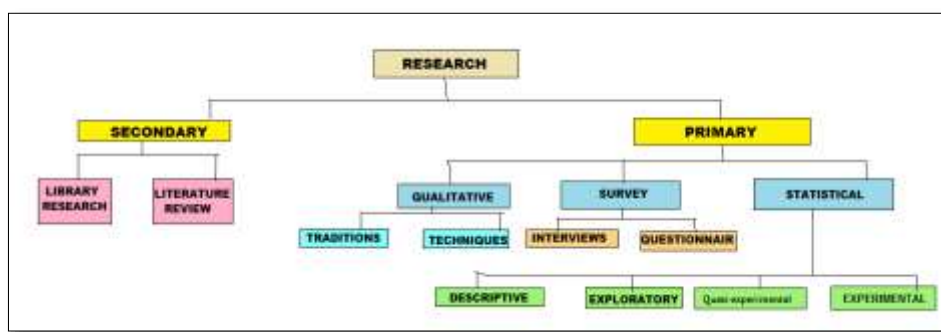 RESEARCH
SECONDARY
PRIMARY
LIBRARY
RESEARCH
LITERATURE
REVIEW
QUALITATIVE
SURVEY
STATISTICAL
TRADITIONS
TECHNIQUES
INTERVIEWS
QUESTIONNAIR
DESCRIPTIVE
EXPLORATORY
Quasi-experimental
EXPERIMENTAL